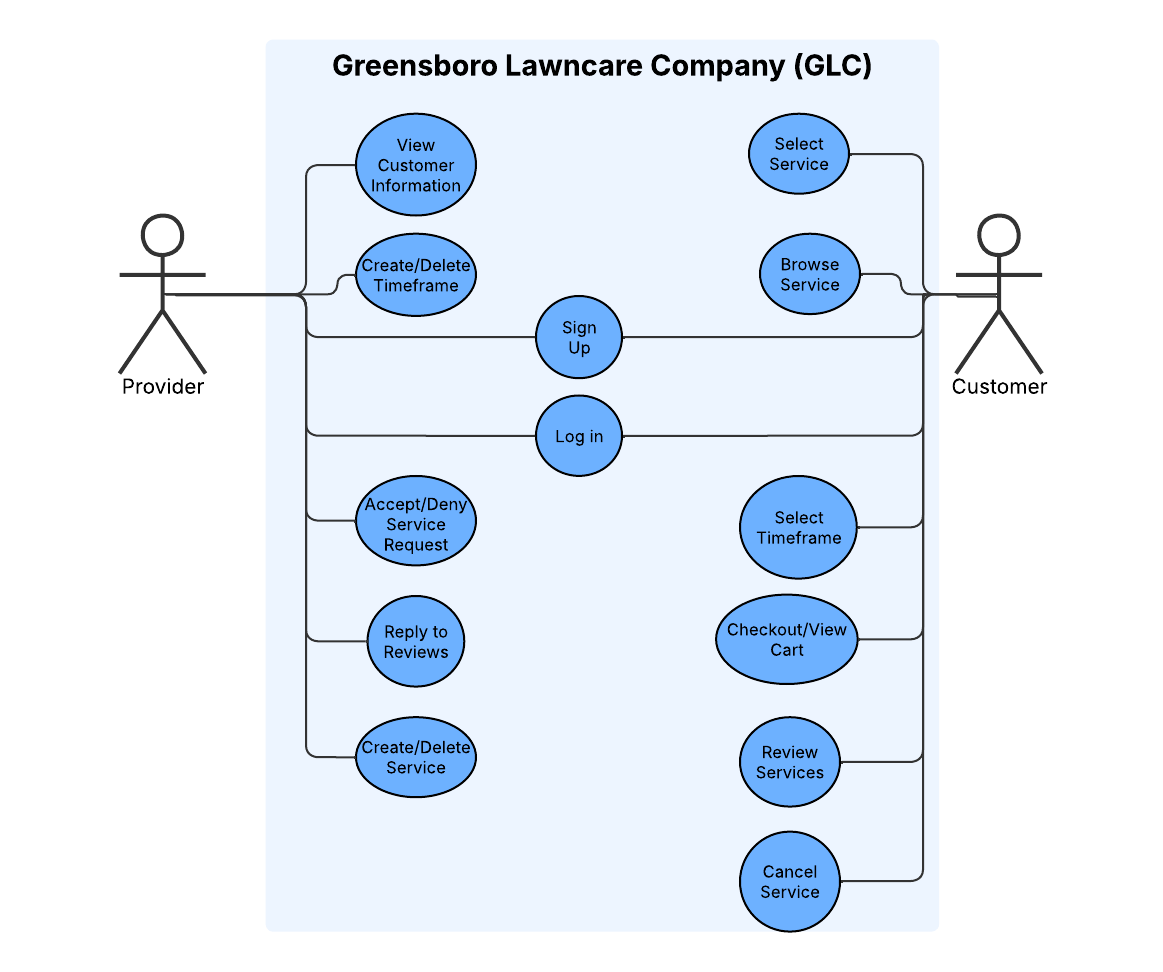 Greensboro Lawncare Company (GLC)
View
Customer
Information
Select
Service
Create/Delete
Timeframe
Browse
Service
Sign
Up
Provider
Customer
Log in
Accept/Deny
Service
Request
Select
Timeframe
Reply to
Reviews
Checkout/View
Cart
Create/Delete
Service
Review
Services
Cancel
Service